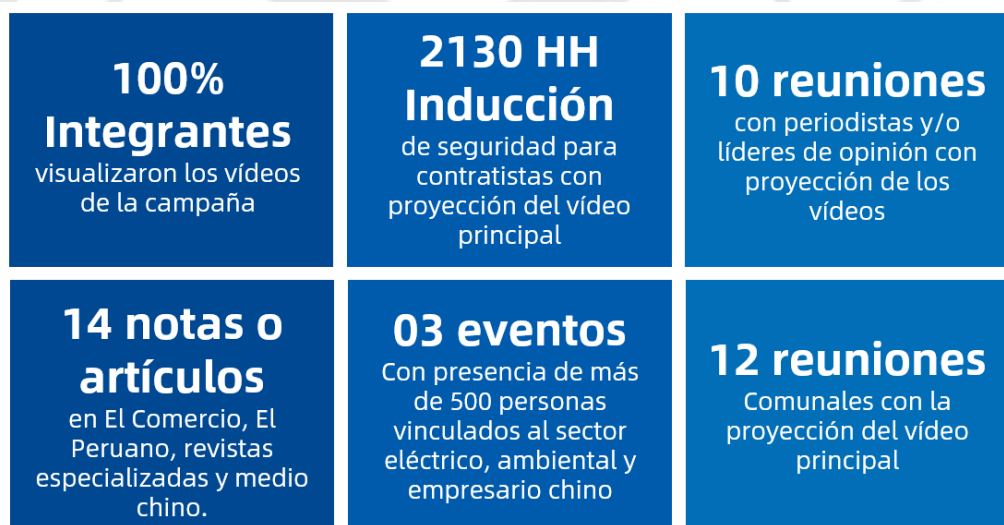 100%
Integrantes
visualizaron los vídeos
de la campaña
2130 HH
Inducción
de seguridad para
contratistas con
proyección del vídeo
principal
10 reuniones
con periodistas y/o
líderes de opinión con
proyección de los
vídeos
14 notas o
artículos
en El Comercio, El
Peruano, revistas
especializadas y medio
chino.
03 eventos
Con presencia de más
de 500 personas
vinculados al sector
eléctrico, ambiental y
empresario chino
12 reuniones
Comunales con la
proyección del vídeo
principal